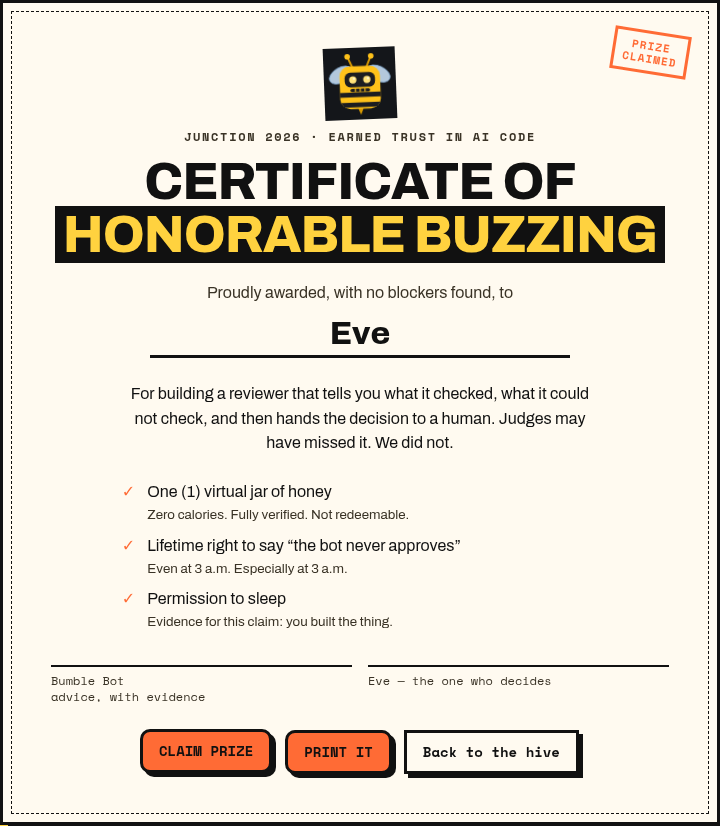 PRIZE
CLAIMED
JUNCTION 2026 · EARNED TRUST IN AI CODE
CERTIFICATE OF
HONORABLE BUZZING
Proudly awarded, with no blockers found, to
Eve
For building a reviewer that tells you what it checked, what it could
not check, and then hands the decision to a human. Judges may
have missed it. We did not.
✓ One (1) virtual jar of honey
Zero calories. Fully verified. Not redeemable.
✓ Lifetime right to say “the bot never approves”
Even at 3 a.m. Especially at 3 a.m.
✓ Permission to sleep
Evidence for this claim: you built the thing.
Bumble Bot
advice, with evidence
Eve — the one who decides
CLAIM PRIZE
PRINT IT
Back to the hive